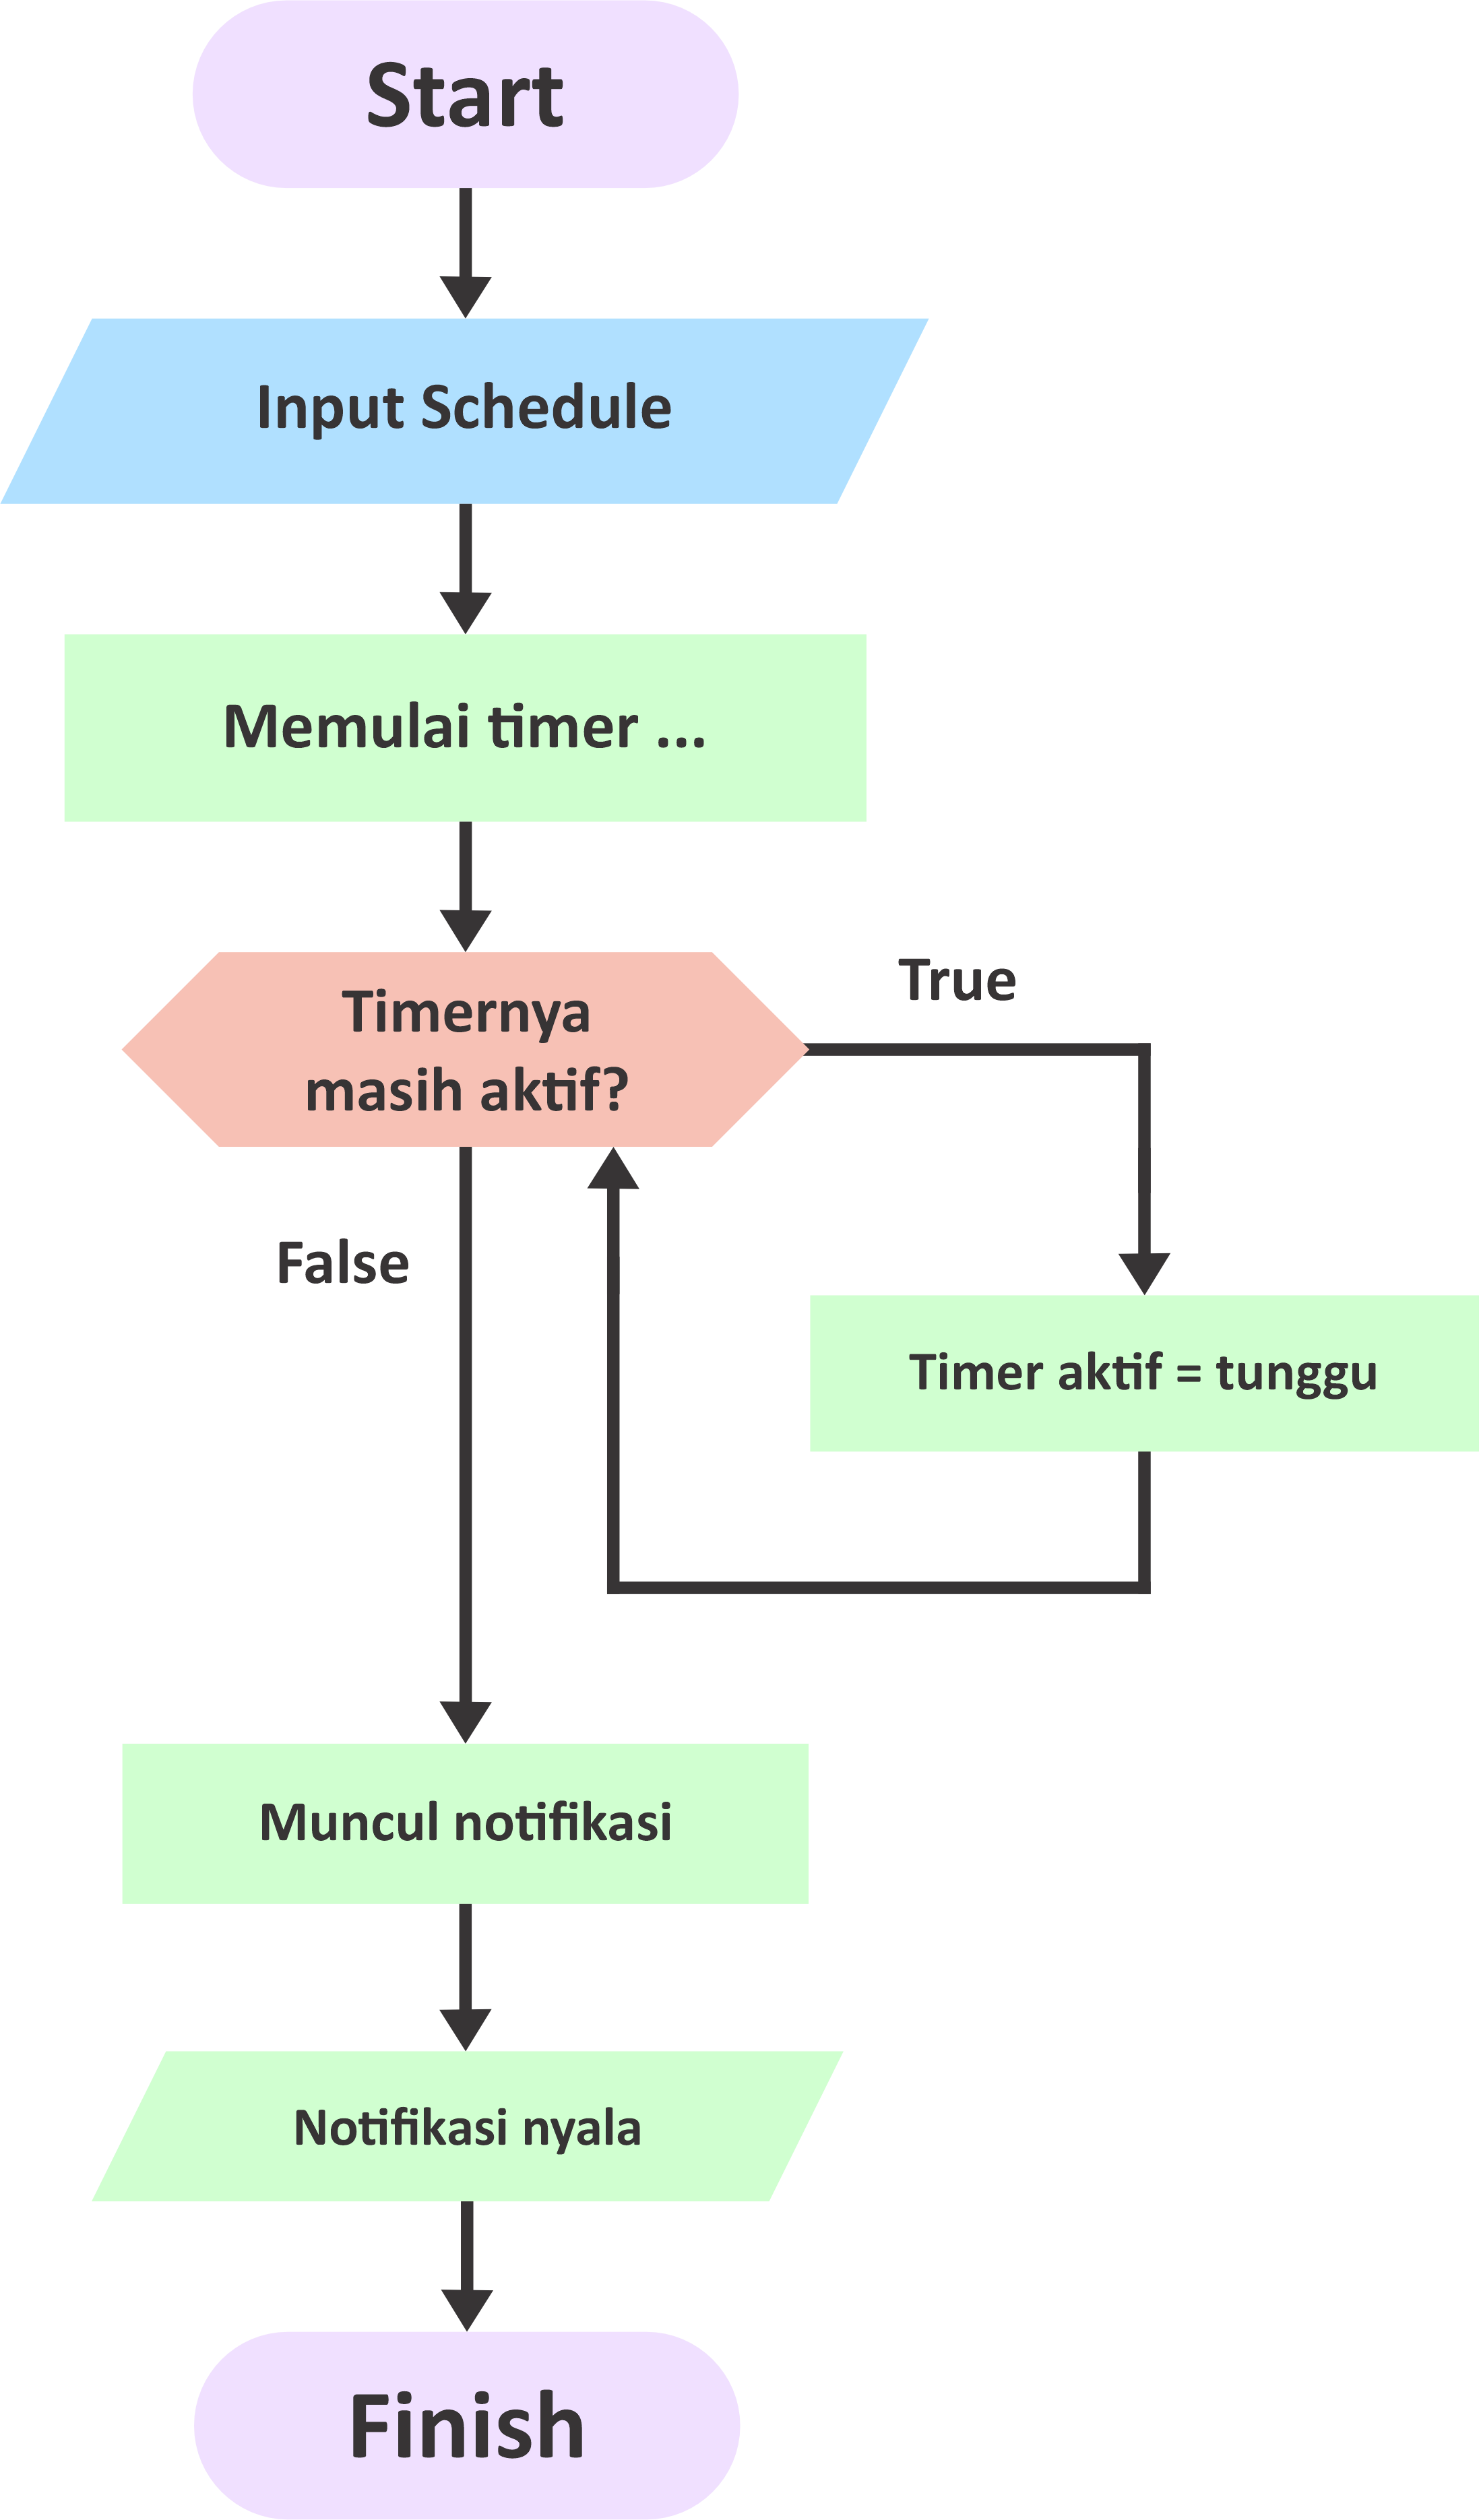 Start
Input Schedule
Memulai timer ...
Timernya
masih aktif?
True
False
Timer aktif = tunggu
Muncul notifikasi
Notifikasi nyala
Finish